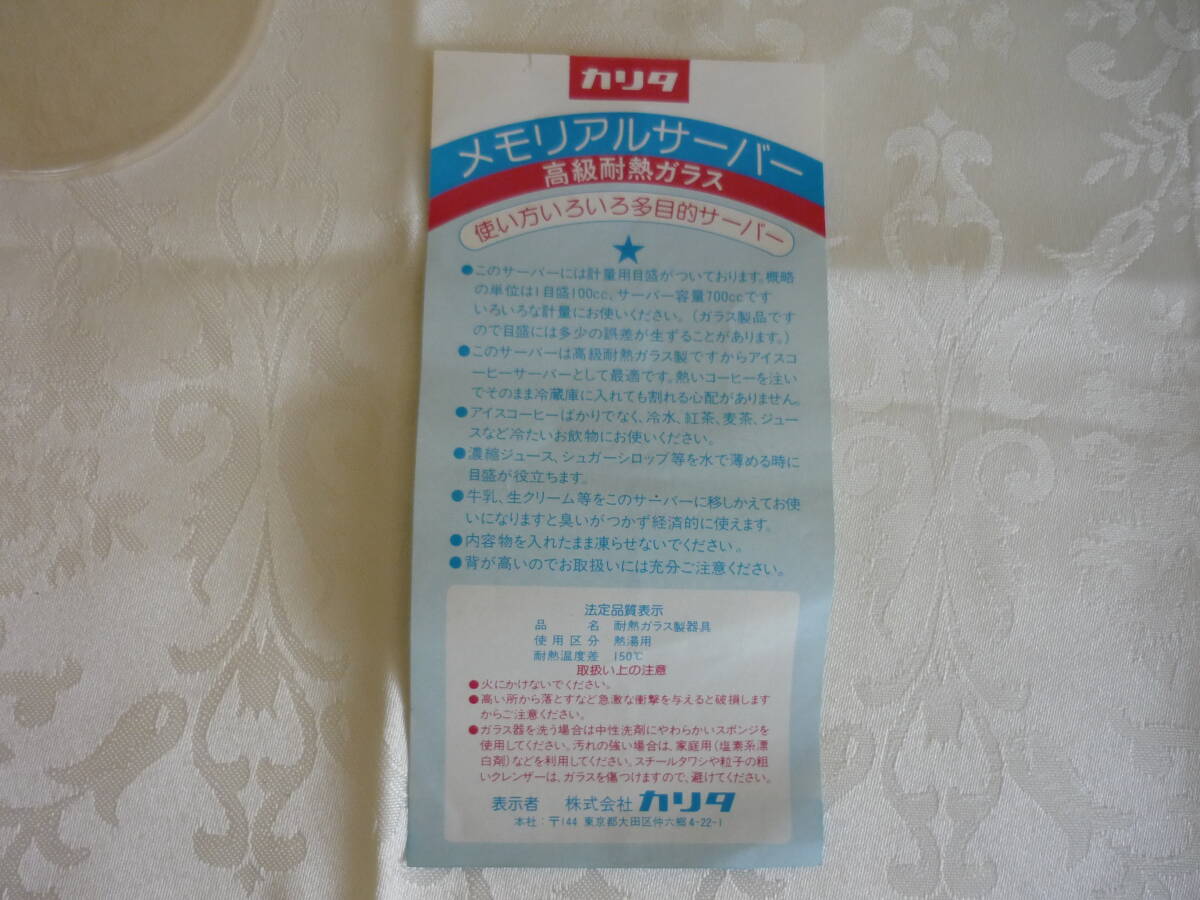 カリタ
メモリアルサーバー
高級耐熱ガラス
使い方いろいろ多目的サーバー
★
●このサーバーには計量用目盛がついております。概略
の単位は1目盛100cc、サーバー容量700ccです
いろいろな計量にお使いください。(ガラス製品です
ので目盛には多少の誤差が生ずることがあります。)
●このサーバーは高級耐熱ガラス製ですからアイスコ
ーヒーサーバーとして最適です。熱いコーヒーを注い
でそのまま冷蔵庫に入れても割れる心配がありません。
●アイスコーヒーばかりでなく、冷水、紅茶、麦茶、ジュー
スなど冷たいお飲物にお使いください。
●濃縮ジュース、シュガーシロップ等を水で薄める時に
目盛が役立ちます。
●牛乳、生クリーム等をこのサーバーに移しかえてお使
いになりますと臭いがつかず経済的に使えます。
●内容物を入れたまま凍らせないでください。
●背が高いのでお取扱いには充分ご注意ください。
法定品質表示
品名 耐熱ガラス製器具
使用区分 熱湯用
耐熱温度差 150℃
取扱い上の注意
●火にかけないでください。
●高い所から落とすなど急激な衝撃を与えると破損します
からご注意ください。
●ガラス器を洗う場合は中性洗剤にやわらかいスポンジを
使用してください。汚れの強い場合は、家庭用(塩素系漂
白剤)などを利用してください。スチールタワシや粒子の粗
いクレンザーは、ガラスを傷つけますので、避けてください。
表示者 株式会社 カリタ
本社:〒144 東京都大田区仲六郷4-22-1